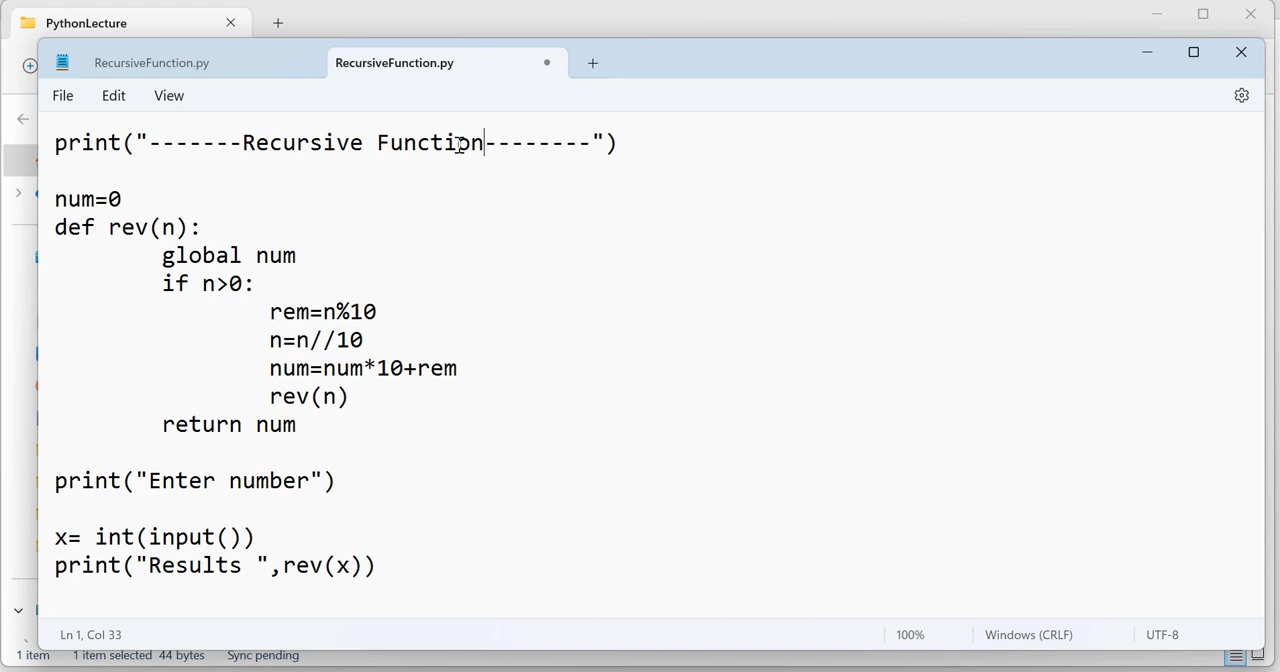 PythonLecture
RecursiveFunction.py
RecursiveFunction.py
File Edit View
print("-------Recursive Function--------")
num=0
def rev(n):
global num
if n>0:
rem=n%10
n=n//10
num=num*10+rem
rev(n)
return num
print("Enter number")
x= int(input())
print("Results ",rev(x))
Ln 1, Col 33 100% Windows (CRLF) UTF-8
1 item 1 item selected 44 bytes Sync pending